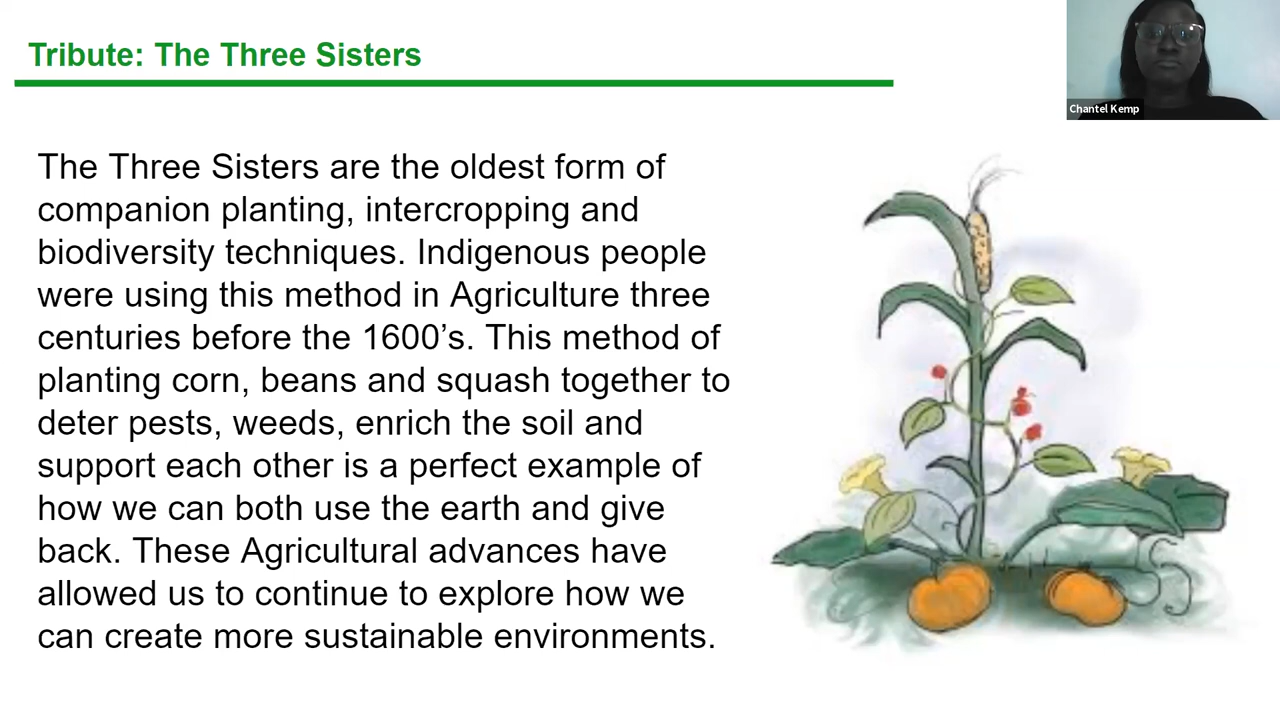 Tribute: The Three Sisters
Chantel Kemp
The Three Sisters are the oldest form of
companion planting, intercropping and
biodiversity techniques. Indigenous people
were using this method in Agriculture three
centuries before the 1600’s. This method of
planting corn, beans and squash together to
deter pests, weeds, enrich the soil and
support each other is a perfect example of
how we can both use the earth and give
back. These Agricultural advances have
allowed us to continue to explore how we
can create more sustainable environments.